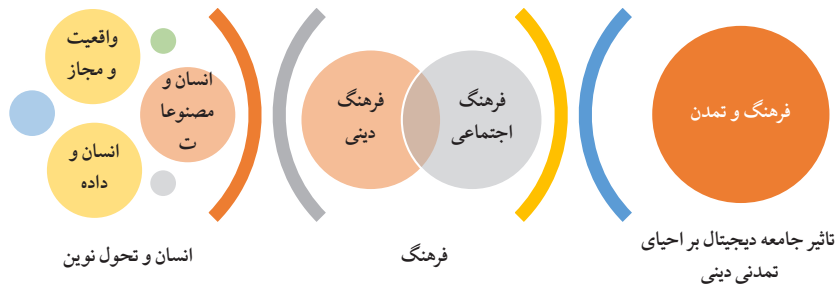 فرهنگ و تمدن
تاثیر جامعه دیجیتال بر احیای
تمدنی دینی
فرهنگ
اجتماعی
فرهنگ
دینی
فرهنگ
واقعیت
و مجاز
انسان و
مصنوعا
ت
انسان و
داده
انسان و تحول نوین